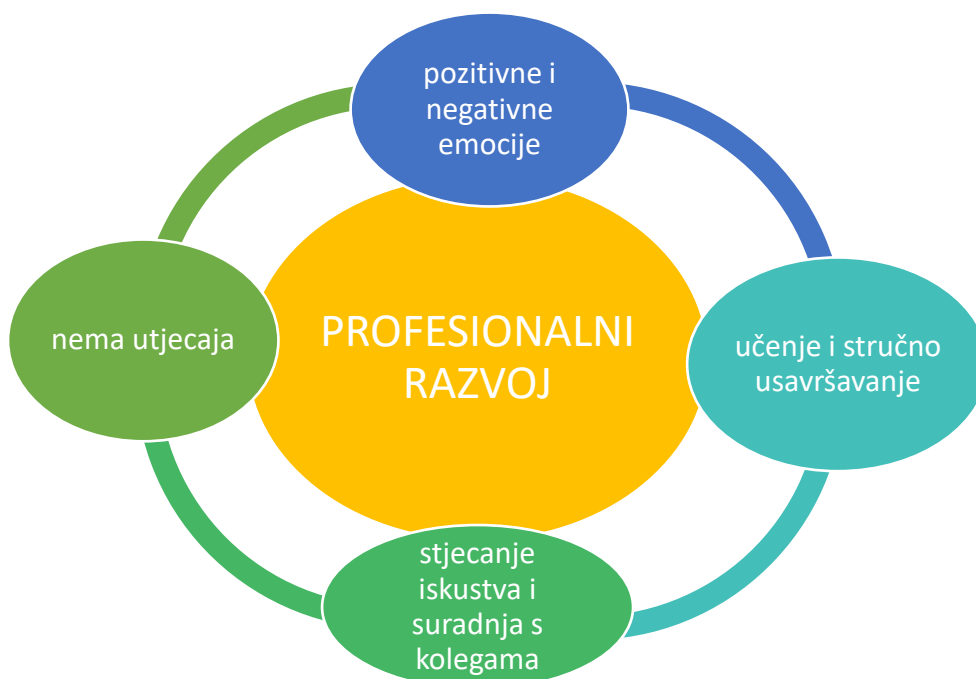 pozitivne i
negativne
emocije
nema utjecaja
PROFESIONALNI
RAZVOJ
učenje i stručno
usavršavanje
stjecanje
iskustva i
suradnja s
kolegama